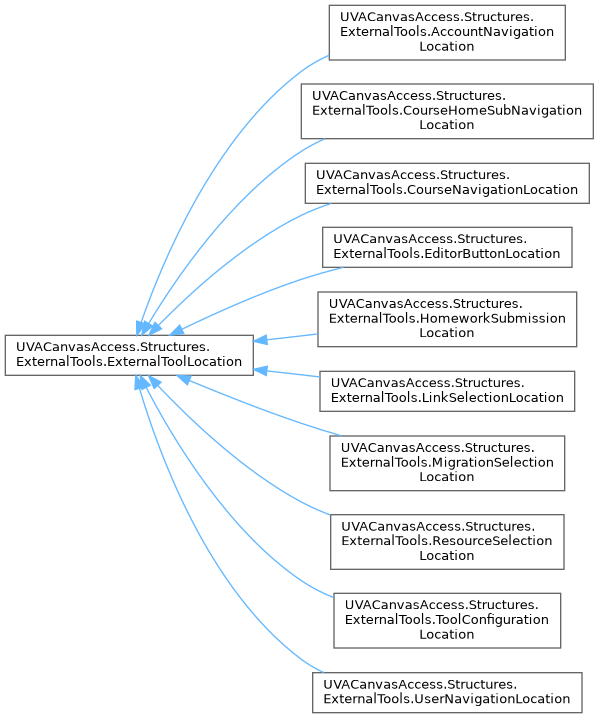 UVACanvasAccess.Structures.
ExternalTools.AccountNavigation
Location
UVACanvasAccess.Structures.
ExternalTools.CourseHomeSubNavigation
Location
UVACanvasAccess.Structures.
ExternalTools.CourseNavigationLocation
UVACanvasAccess.Structures.
ExternalTools.EditorButtonLocation
UVACanvasAccess.Structures.
ExternalTools.HomeworkSubmission
Location
UVACanvasAccess.Structures.
ExternalTools.ExternalToolLocation
UVACanvasAccess.Structures.
ExternalTools.LinkSelectionLocation
UVACanvasAccess.Structures.
ExternalTools.MigrationSelection
Location
UVACanvasAccess.Structures.
ExternalTools.ResourceSelection
Location
UVACanvasAccess.Structures.
ExternalTools.ToolConfiguration
Location
UVACanvasAccess.Structures.
ExternalTools.UserNavigationLocation